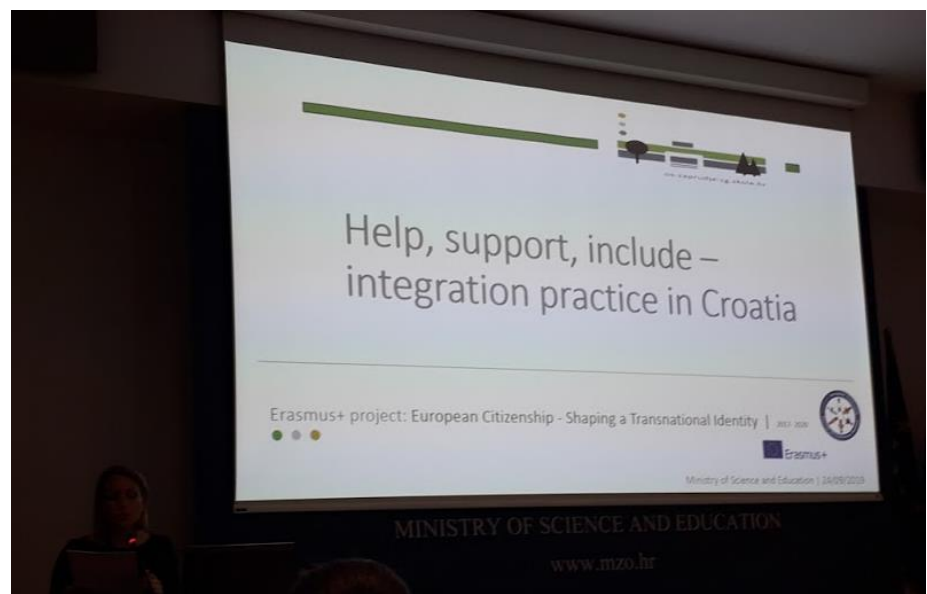 Help, support, include –
integration practice in Croatia
Erasmus+ project: European Citizenship - Shaping a Transnational Identity |
Erasmus+
Ministry of Science and Education | 24/09/2019
MINISTRY OF SCIENCE AND EDUCATION
www.mzo.hr